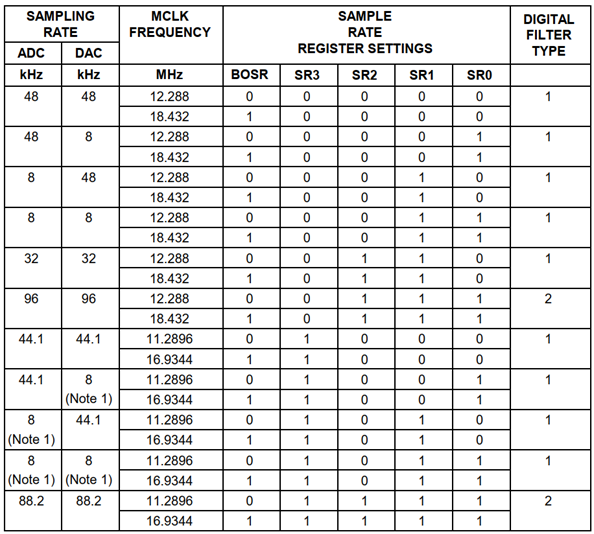 SAMPLING RATE MCLK FREQUENCY SAMPLE RATE REGISTER SETTINGS DIGITAL FILTER TYPE
ADC DAC
kHz kHz MHz BOSR SR3 SR2 SR1 SR0
48 48 12.288 0 0 0 0 0 1
18.432 1 0 0 0 0
48 8 12.288 0 0 0 0 1 1
18.432 1 0 0 0 1
8 48 12.288 0 0 0 1 0 1
18.432 1 0 0 1 0
8 8 12.288 0 0 0 1 1 1
18.432 1 0 0 1 1
32 32 12.288 0 0 1 1 0 1
18.432 1 0 1 1 0
96 96 12.288 0 0 1 1 1 2
18.432 1 0 1 1 1
44.1 44.1 11.2896 0 1 0 0 0 1
16.9344 1 1 0 0 0
44.1 8 11.2896 0 1 0 0 1 1
(Note 1) 16.9344 1 1 0 0 1
8 44.1 11.2896 0 1 0 1 0 1
(Note 1) 16.9344 1 1 0 1 0
8 8 11.2896 0 1 0 1 1 1
(Note 1) (Note 1) 16.9344 1 1 0 1 1
88.2 88.2 11.2896 0 1 1 1 1 2
16.9344 1 1 1 1 1